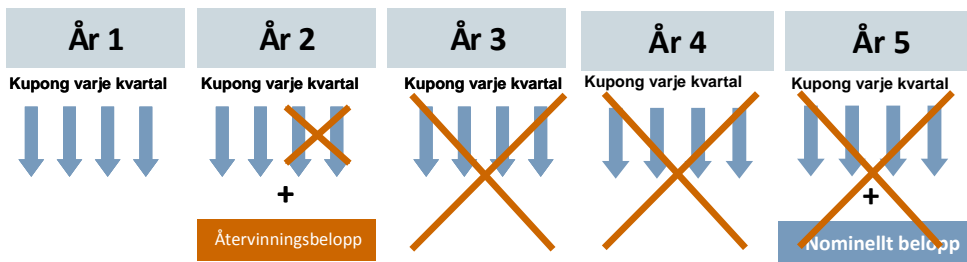 År 1
År 2
År 3
År 4
År 5
Kupong varje kvartal
Kupong varje kvartal
Kupong varje kvartal
Kupong varje kvartal
Kupong varje kvartal
+
+
Återvinningsbelopp
Nominellt belopp